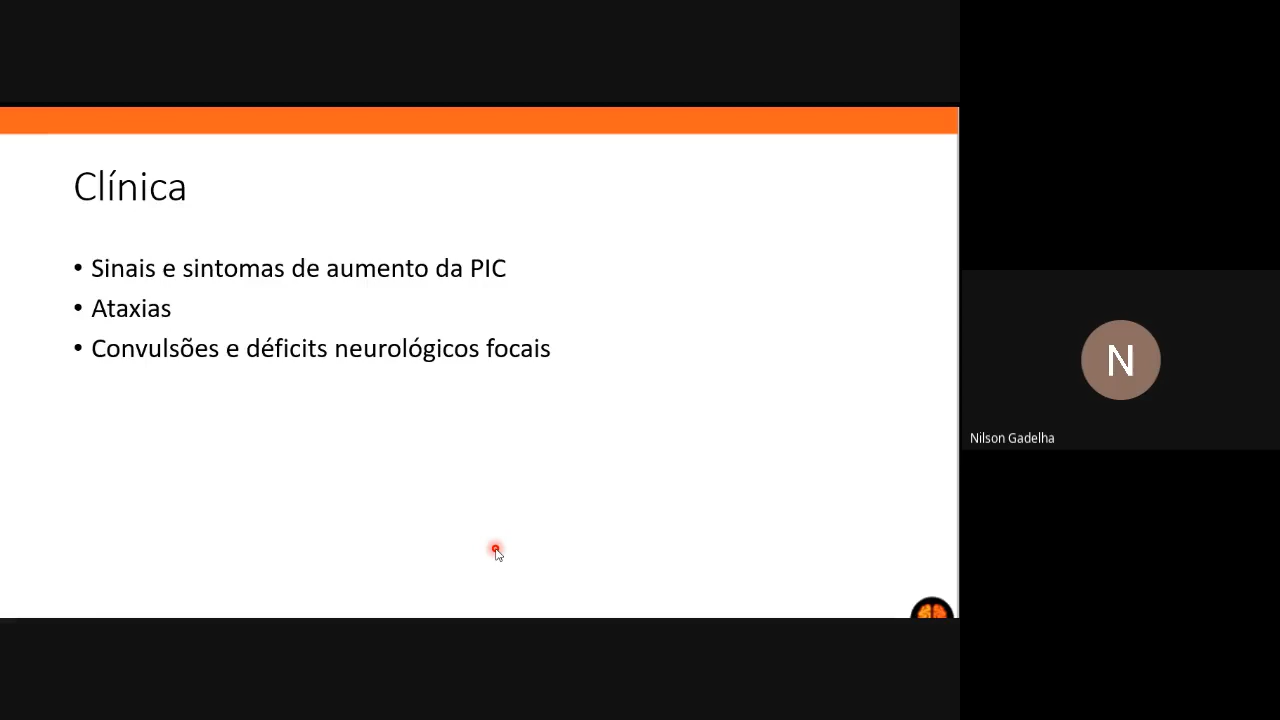 Clínica
• Sinais e sintomas de aumento da PIC
• Ataxias
• Convulsões e déficits neurológicos focais
N
Nilson Gadelha